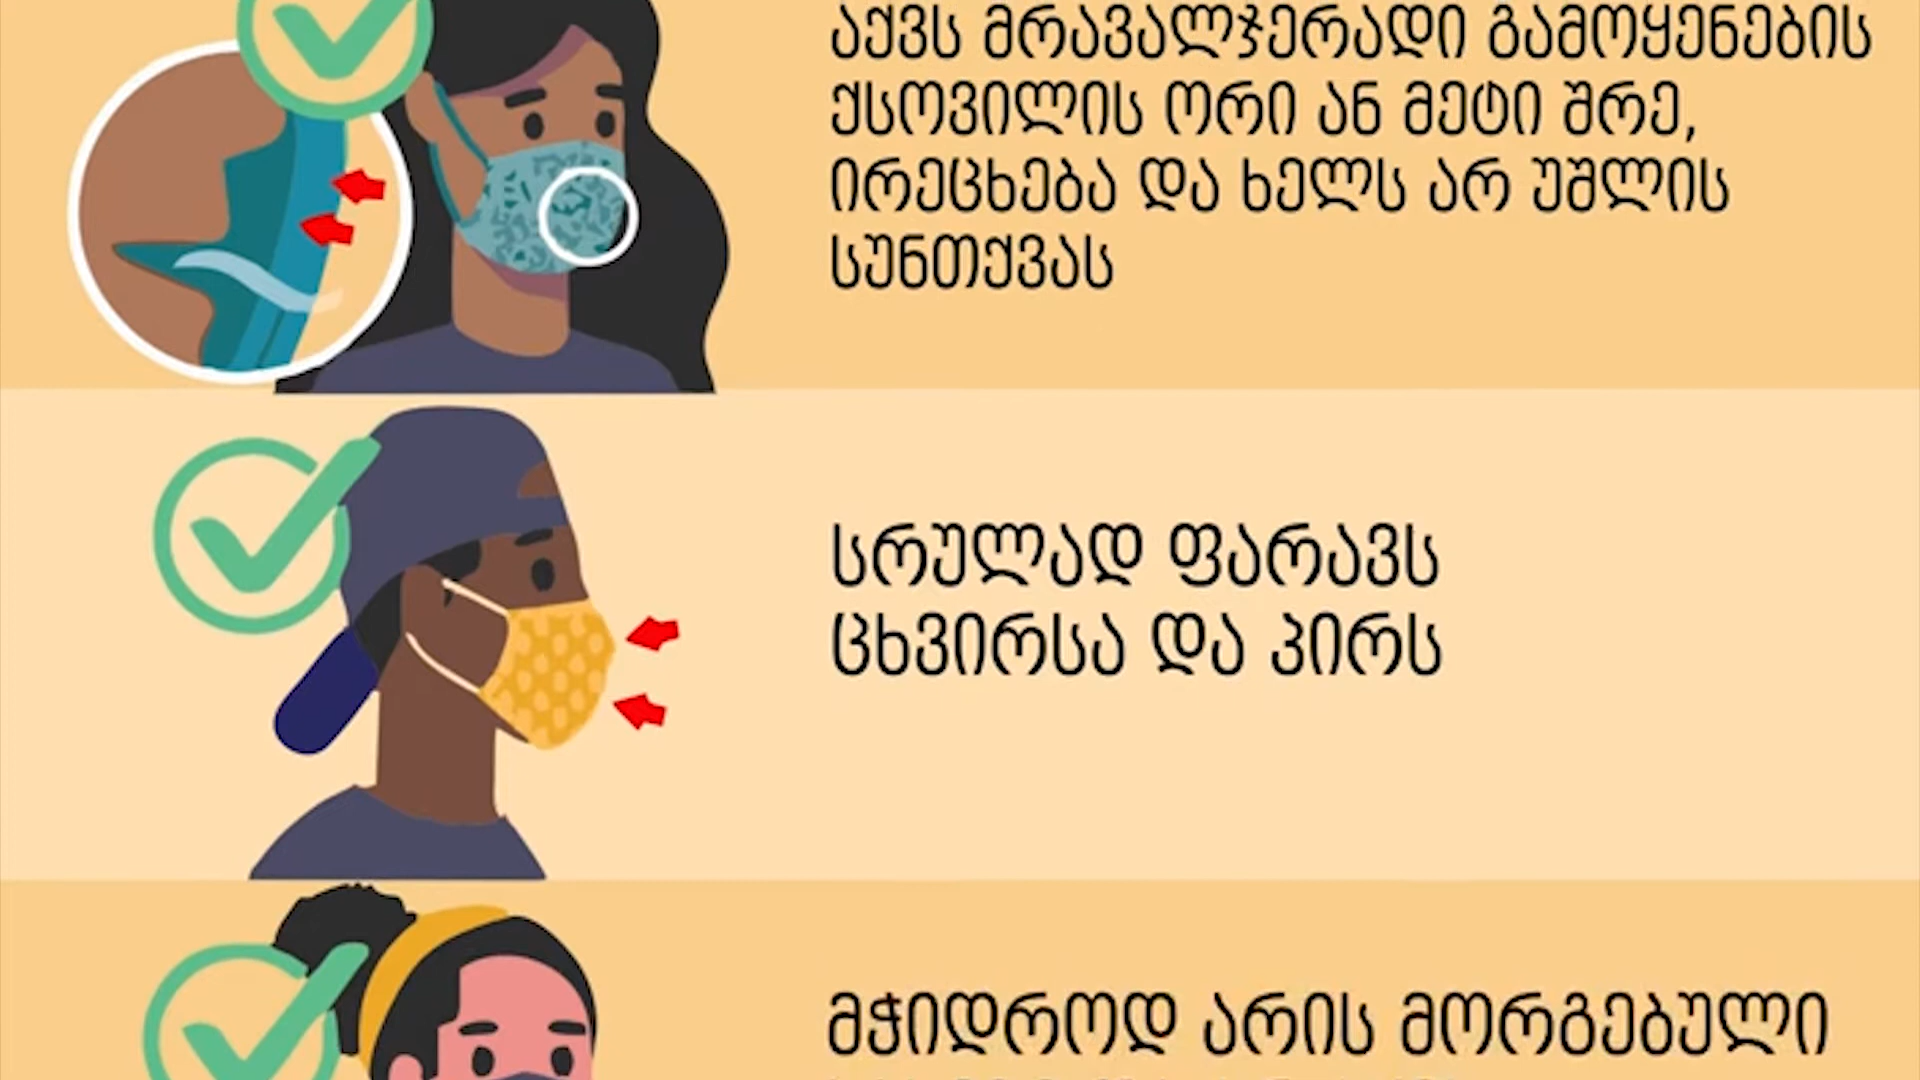 აქვს მრავალჯერადი გამოყენების
ქსოვილის ორი ან მეტი შრე,
ირეცხება და ხელს არ უშლის
სუნთქვას
სრულად ფარავს
ცხვირსა და პირს
მჭიდროდ არის მორგებული